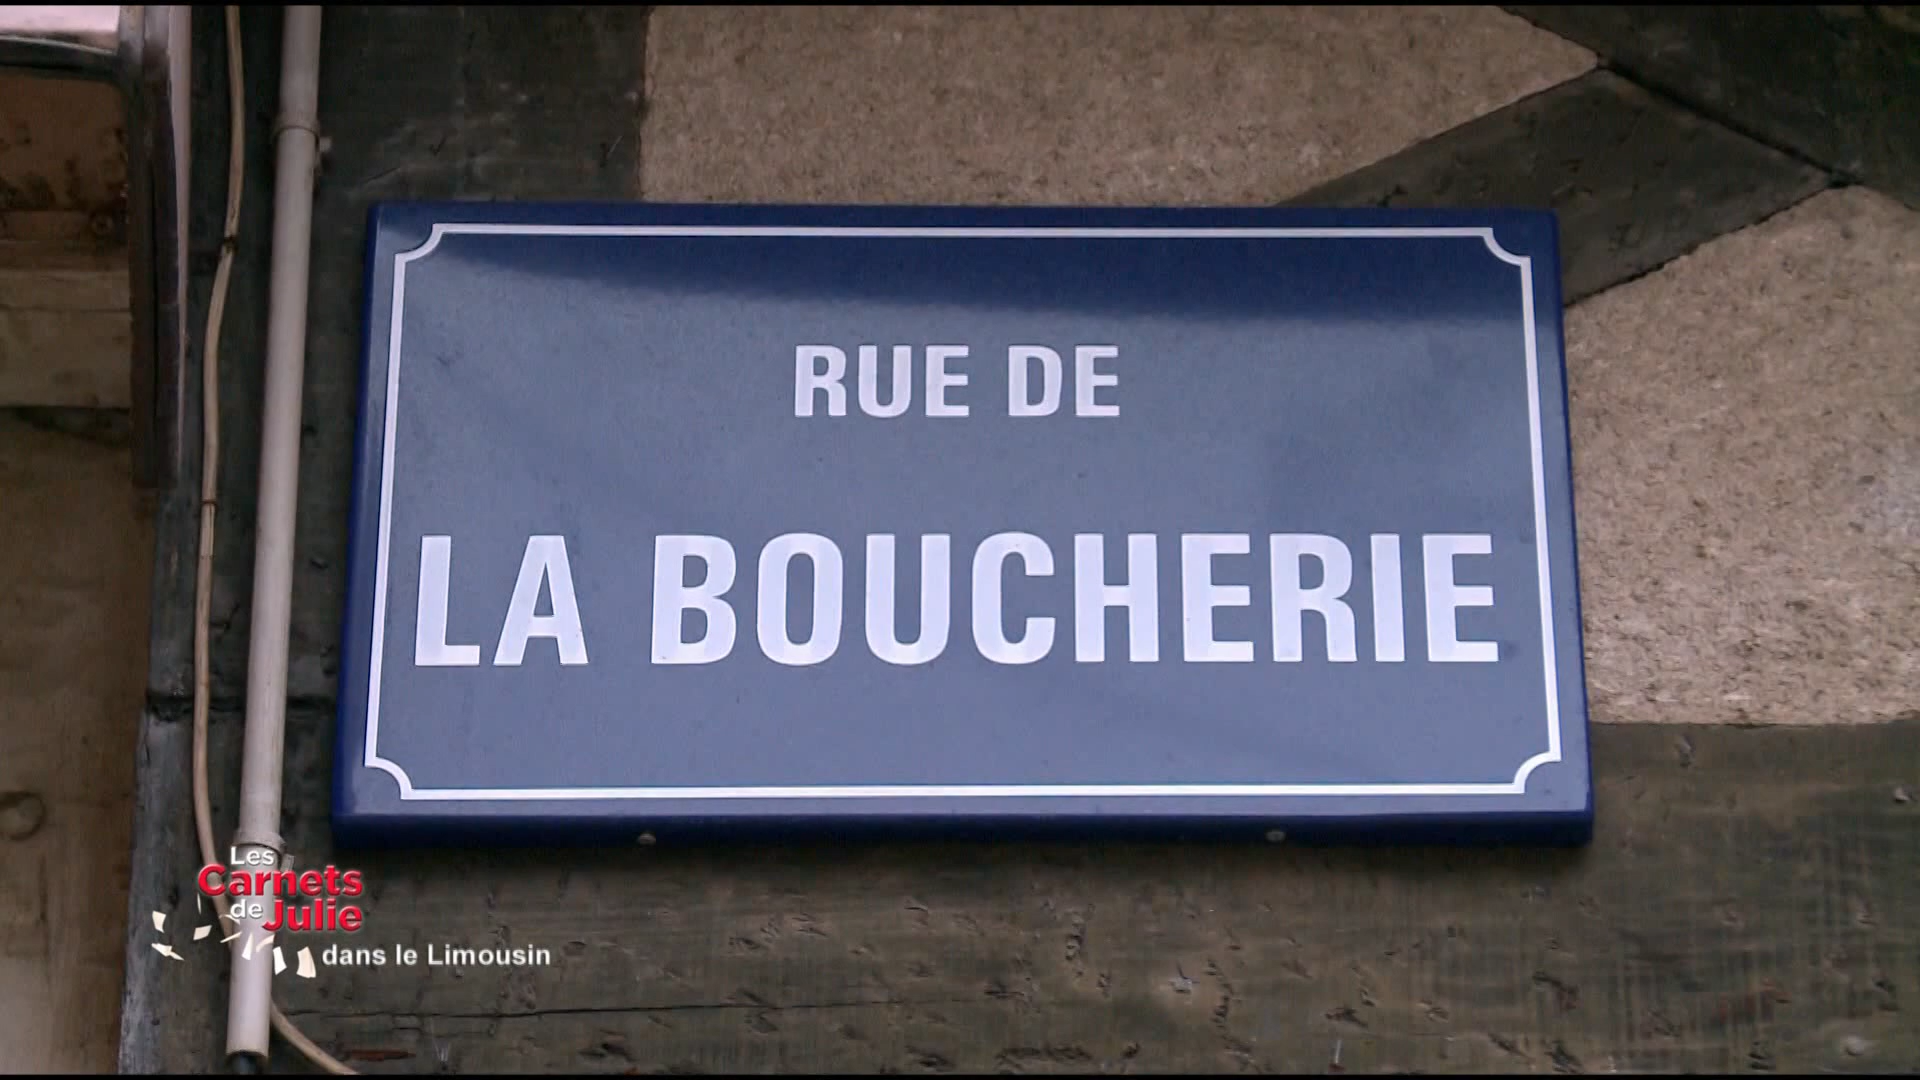 RUE DE
LA BOUCHERIE
Les
Carnets
de Julie
dans le Limousin